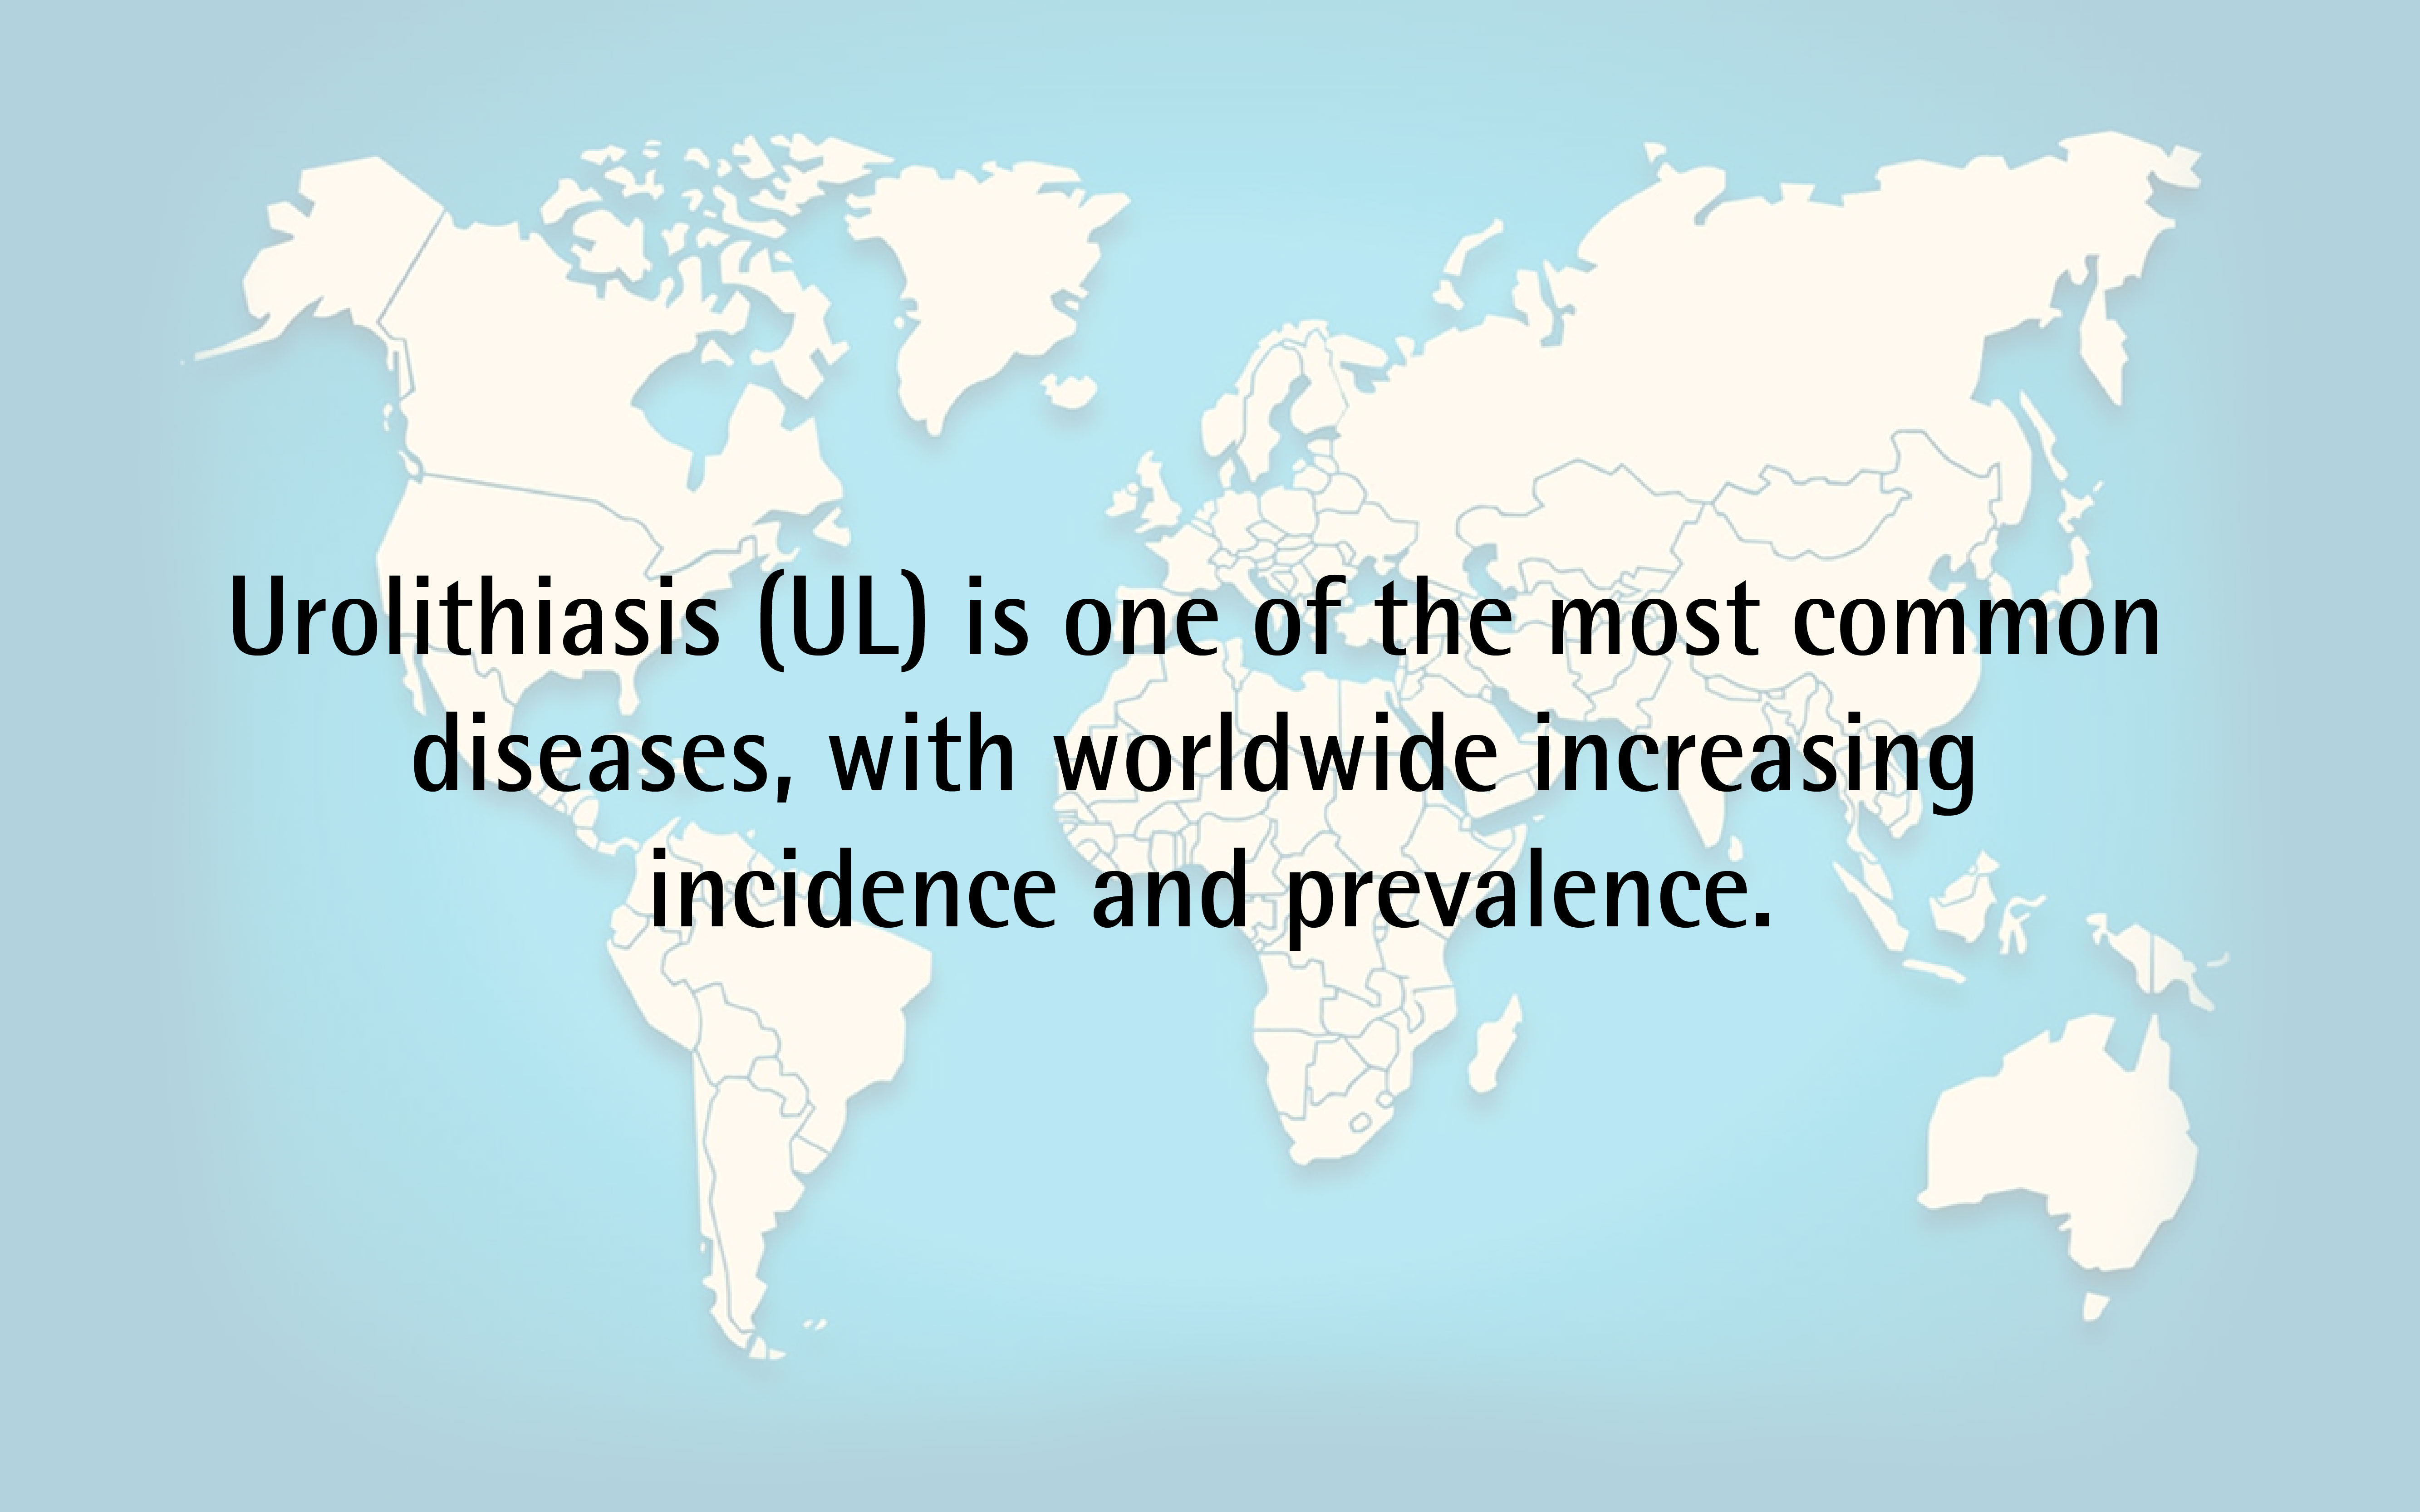 Urolithiasis (UL) is one of the most common
diseases, with worldwide increasing
incidence and prevalence.